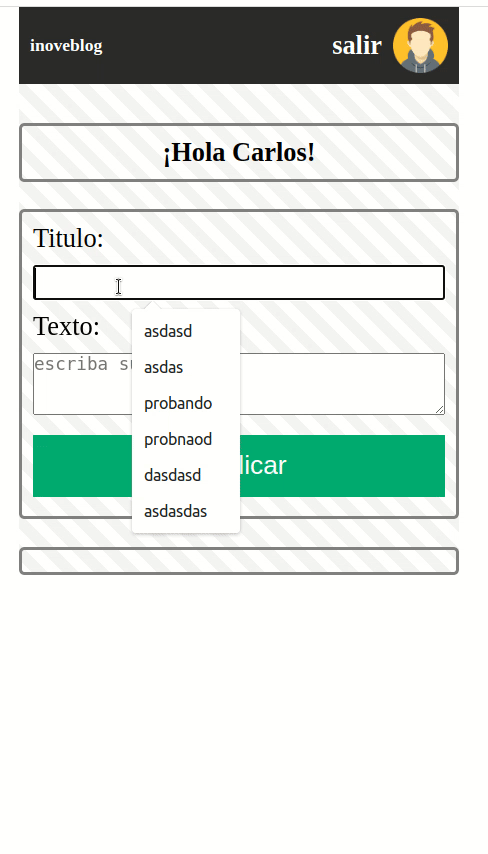 inoveblog
salir
¡Hola Carlos!
Titulo:
Texto:
escriba su
licar
asdasd
asdas
probando
probnaod
dasdasd
asdasdas